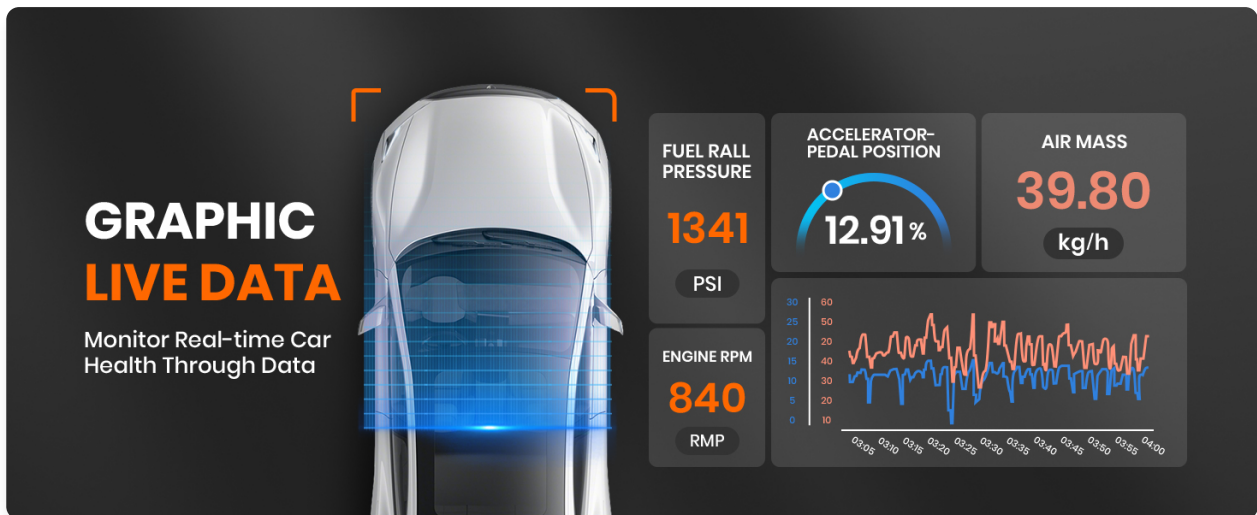 GRAPHIC
LIVE DATA
Monitor Real-time Car
Health Through Data
FUEL RALL
PRESSURE
1341
PSI
ENGINE RPM
840
RMP
ACCELERATOR-
PEDAL POSITION
12.91 %
AIR MASS
39.80
kg/h
30 60
25 50
20 20
15 40
10 30
5 20
0 10
03:05 03:10 03:15 03:20 03:25 03:30 03:35 03:40 03:45 03:50 03:55 04:00